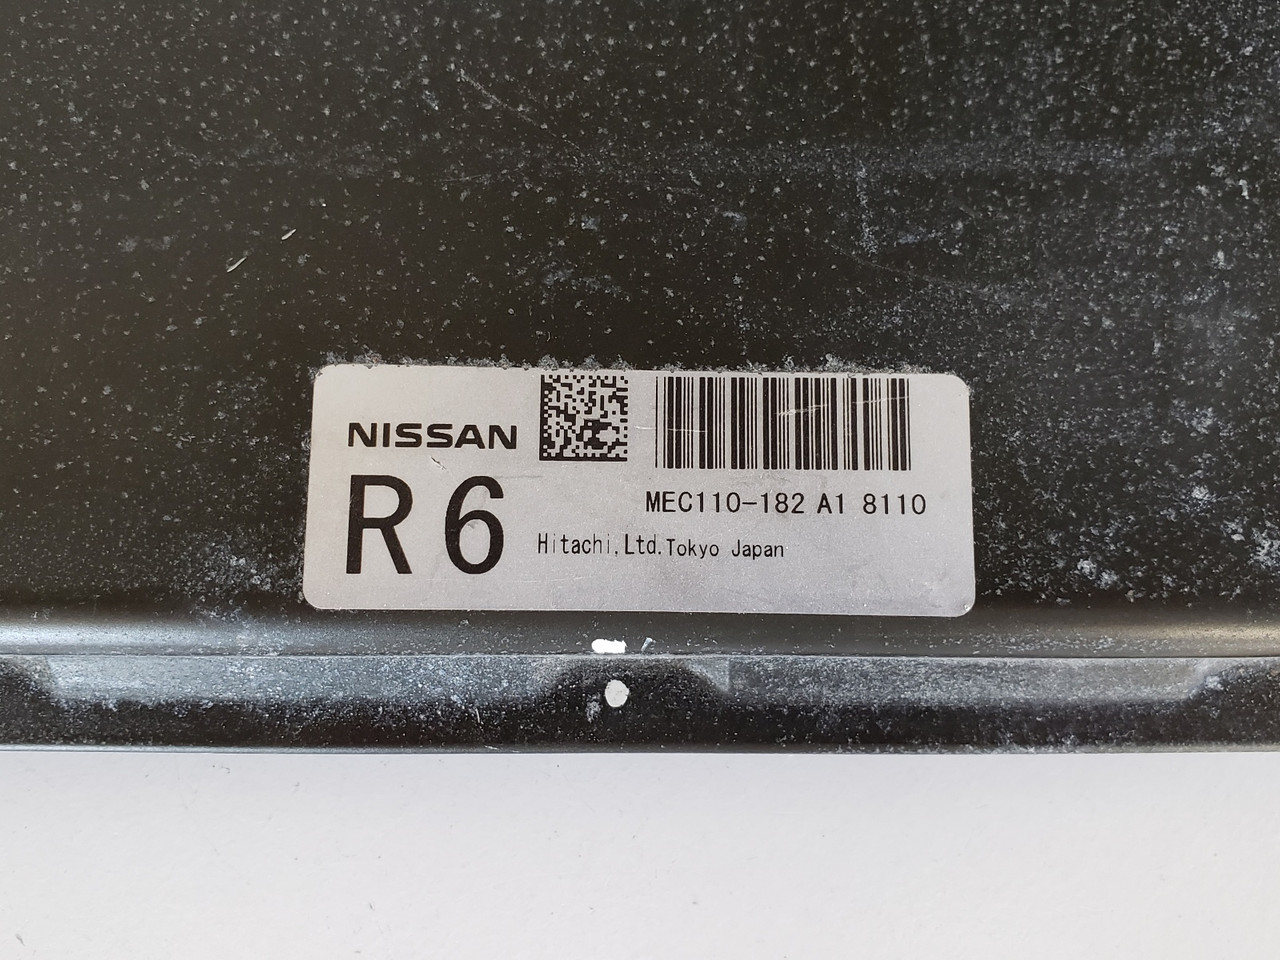 NISSAN
R6
MEC110-182 A1 8110
Hitachi,Ltd.Tokyo Japan